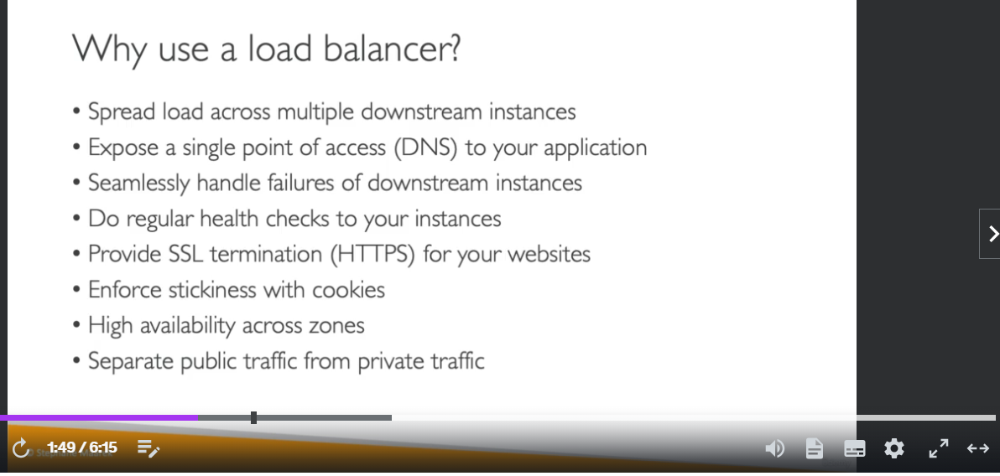 Why use a load balancer?
• Spread load across multiple downstream instances
• Expose a single point of access (DNS) to your application
• Seamlessly handle failures of downstream instances
• Do regular health checks to your instances
• Provide SSL termination (HTTPS) for your websites
• Enforce stickiness with cookies
• High availability across zones
• Separate public traffic from private traffic
1:49 / 6:15